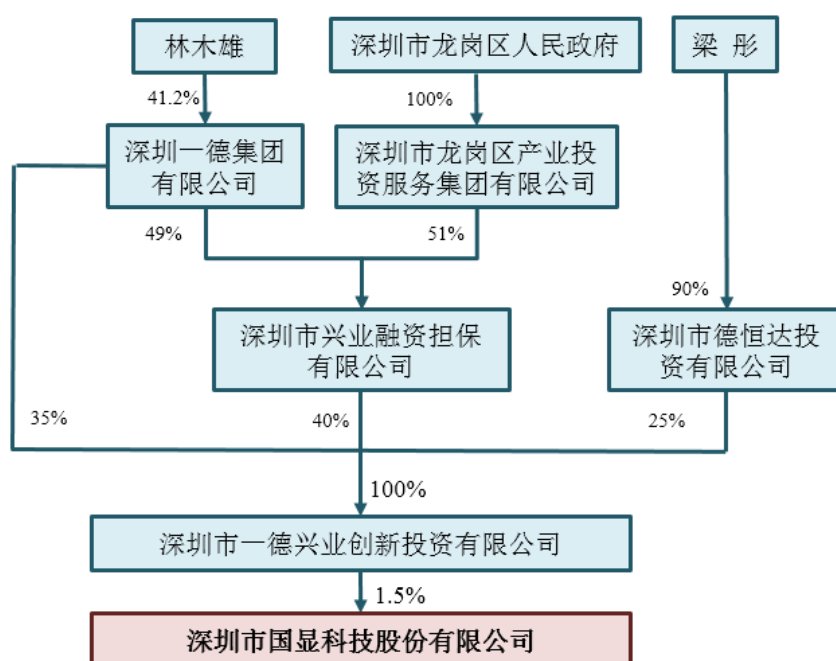 林木雄
深圳市龙岗区人民政府
梁 彤
41.2%
100%
深圳一德集团
有限公司
深圳市龙岗区产业投
资服务集团有限公司
49%
51%
90%
深圳市兴业融资担保
有限公司
深圳市德恒达投
资有限公司
35%
40%
25%
100%
深圳市一德兴业创新投资有限公司
1.5%
深圳市国显科技股份有限公司